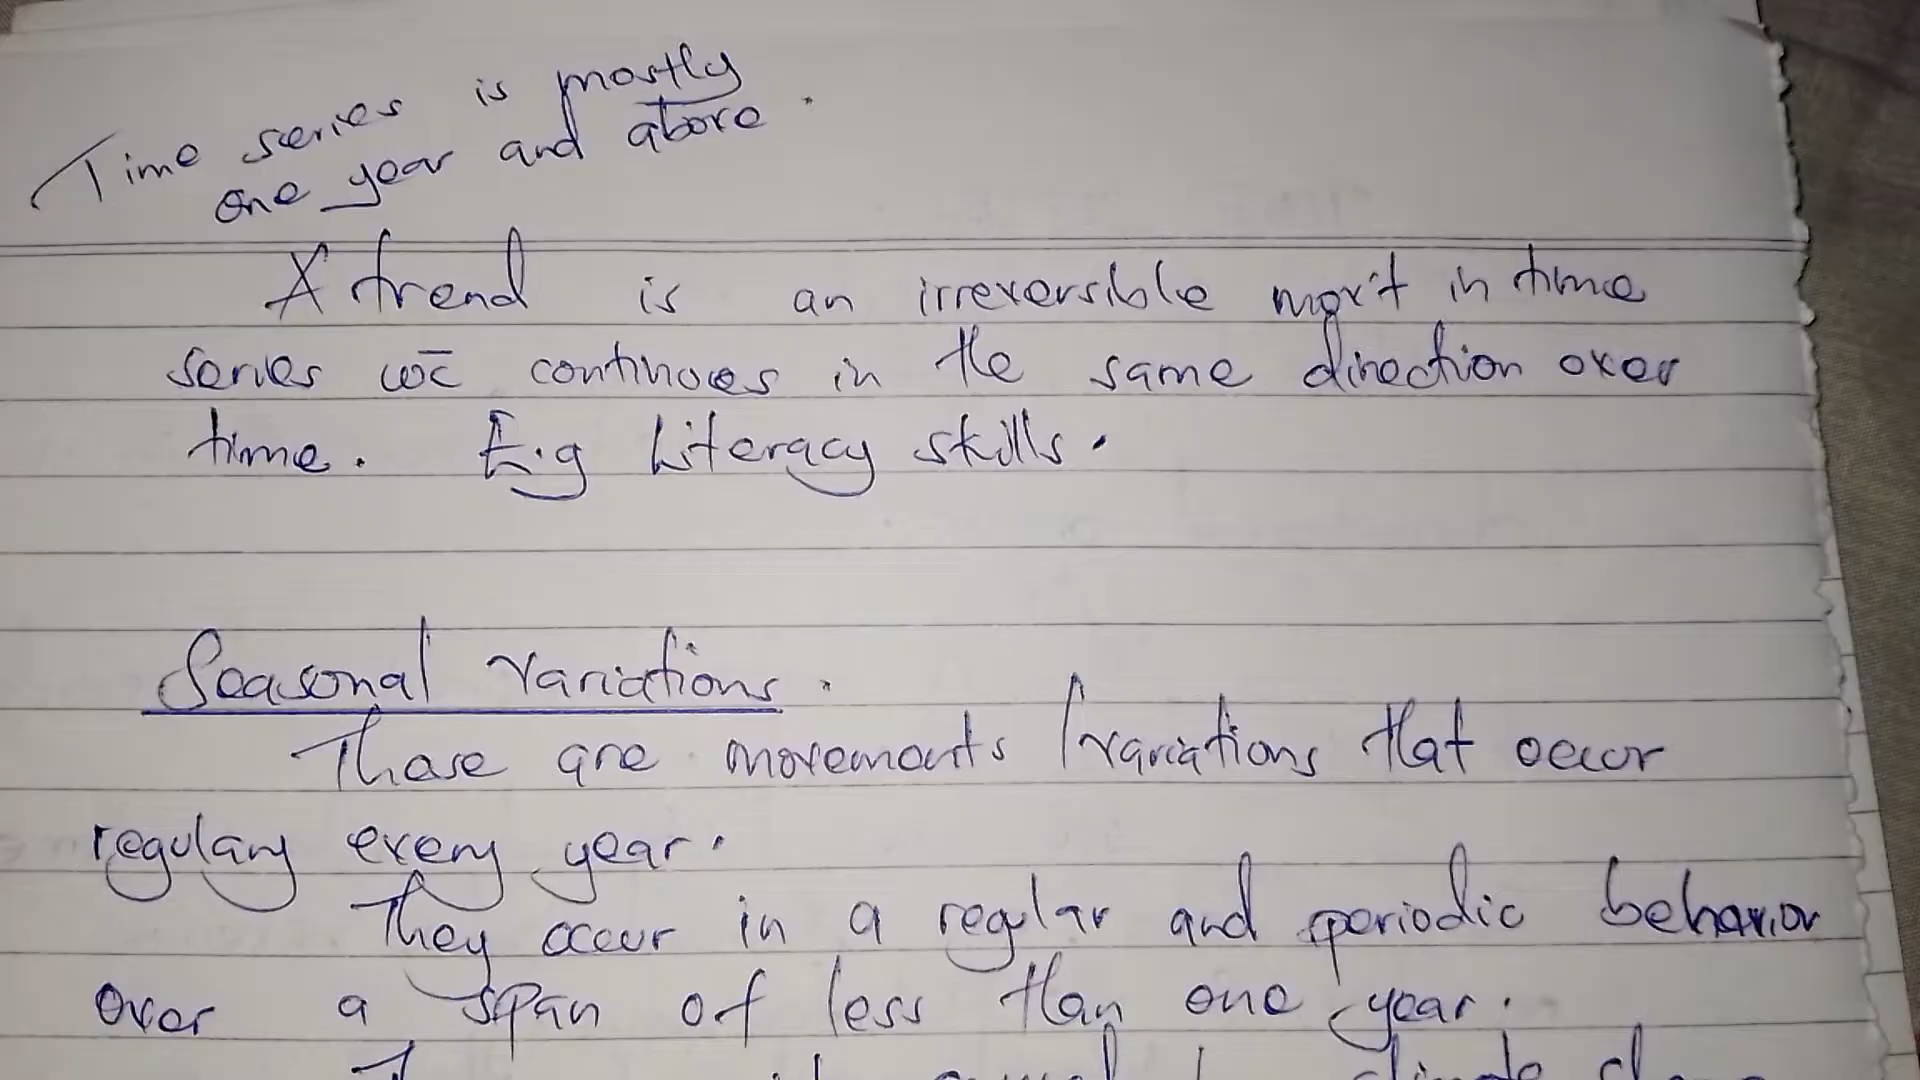 Time series is mostly
one year and above.
A trend is an irreversible mov't in time
series wc̄ continues in the same direction over
time. E.g Literacy skills.
Seasonal variations.
These are movements /variations that occur
regulary every year.
They occur in a regular and periodic behavior
over a span of less than one year.